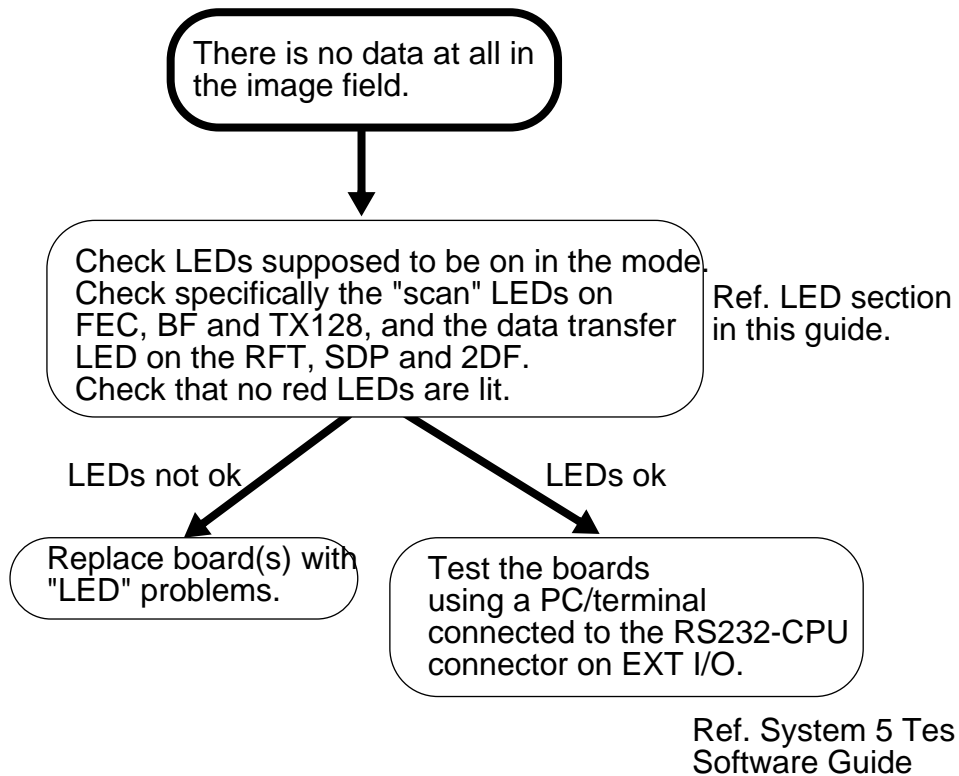 There is no data at all in
the image field.
Check LEDs supposed to be on in the mode.
Check specifically the "scan" LEDs on
FEC, BF and TX128, and the data transfer
LED on the RFT, SDP and 2DF.
Check that no red LEDs are lit.
Ref. LED section
in this guide.
LEDs not ok
LEDs ok
Replace board(s) with
"LED" problems.
Test the boards
using a PC/terminal
connected to the RS232-CPU
connector on EXT I/O.
Ref. System 5 Tes
Software Guide